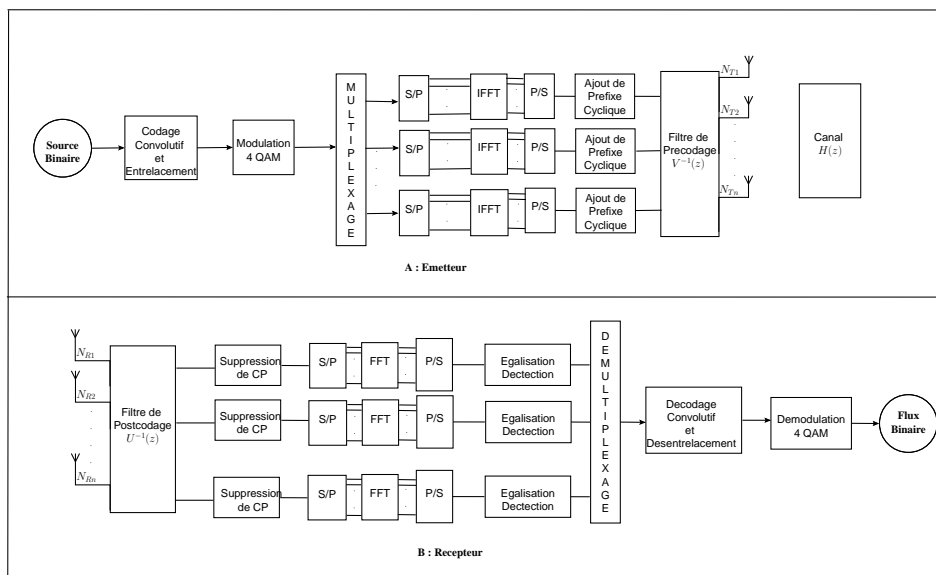 Source
Binaire
Codage
Convolutif
et
Entrelacement
Modulation
4 QAM
MULTIPLEXAGE
S/P
IFFT
P/S
Ajout de
Prefixe
Cyclique
S/P
IFFT
P/S
Ajout de
Prefixe
Cyclique
S/P
IFFT
P/S
Ajout de
Prefixe
Cyclique
Filtre de
Precodage
V⁻¹(z)
N_{T1}
N_{T2}
N_{Tn}
Canal
H(z)
A : Emetteur
N_{R1}
N_{R2}
N_{Rn}
Filtre de
Postcodage
U⁻¹(z)
Suppression
de CP
S/P
FFT
P/S
Egalisation
Dectection
Suppression
de CP
S/P
FFT
P/S
Egalisation
Dectection
Suppression
de CP
S/P
FFT
P/S
Egalisation
Dectection
DEMULTIPLEXAGE
Decodage
Convolutif
et
Desentrelacement
Demodulation
4 QAM
Flux
Binaire
B : Recepteur